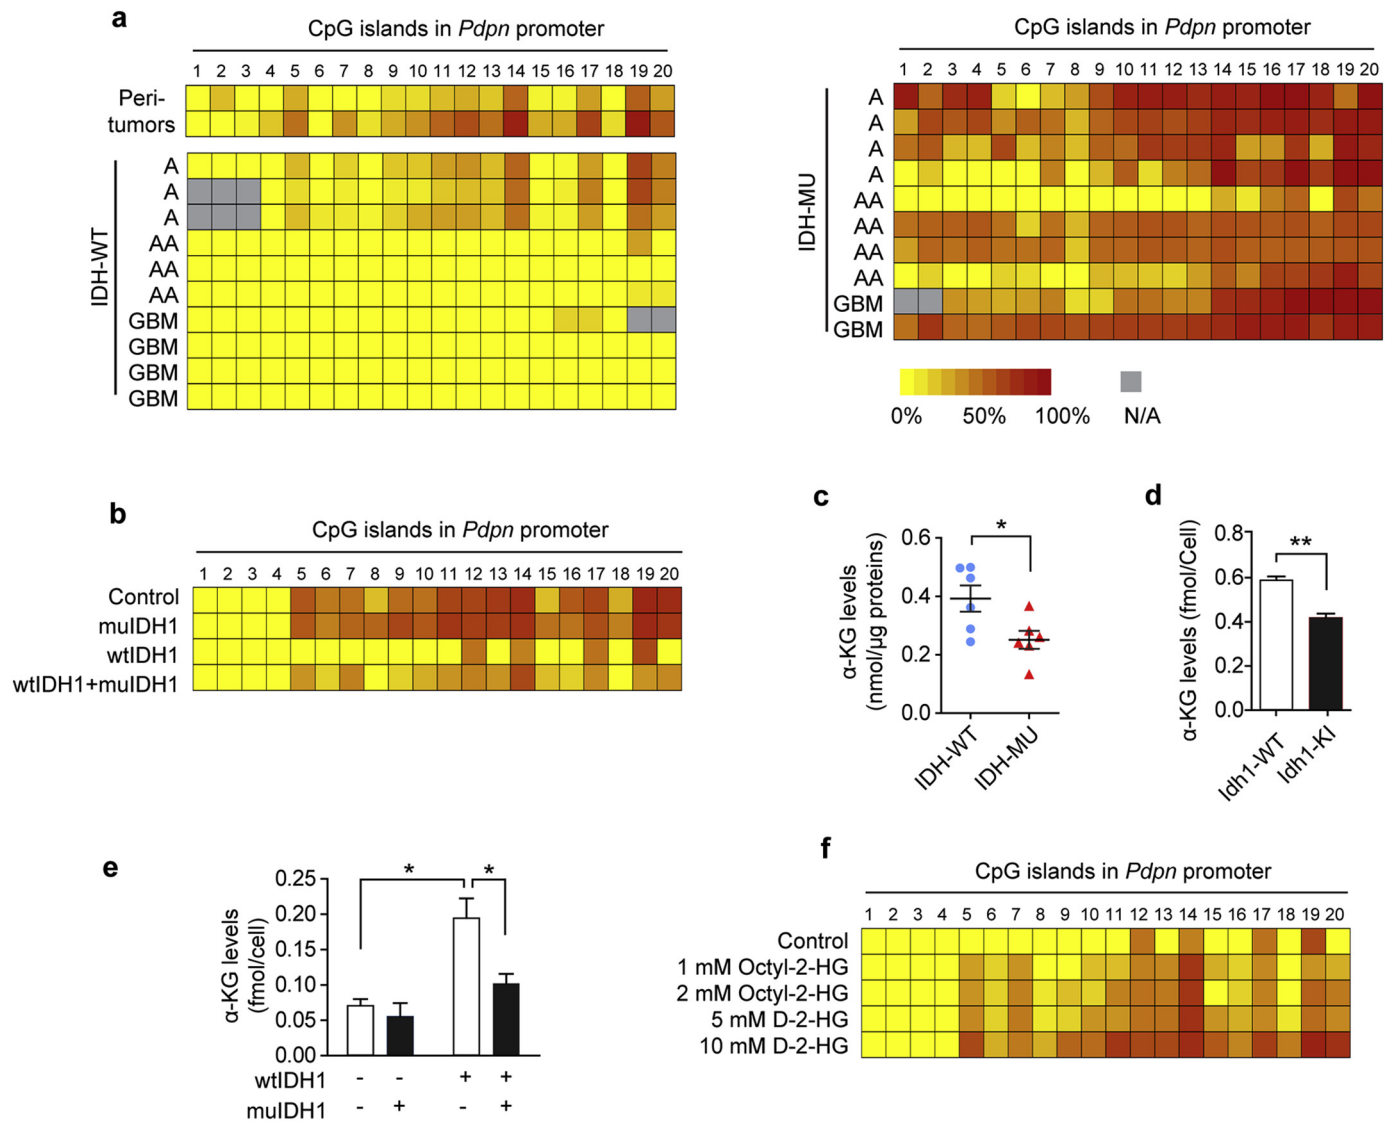 a
CpG islands in Pdpn promoter
1 2 3 4 5 6 7 8 9 10 11 12 13 14 15 16 17 18 19 20
Peri-
tumors
IDH-WT
A
A
A
AA
AA
AA
GBM
GBM
GBM
GBM
CpG islands in Pdpn promoter
1 2 3 4 5 6 7 8 9 10 11 12 13 14 15 16 17 18 19 20
IDH-MU
A
A
A
A
AA
AA
AA
AA
GBM
GBM
0% 50% 100% N/A
b
CpG islands in Pdpn promoter
1 2 3 4 5 6 7 8 9 10 11 12 13 14 15 16 17 18 19 20
Control
muIDH1
wtIDH1
wtIDH1+muIDH1
c
α-KG levels
(nmol/μg proteins)
0.6
0.4
0.2
0.0
*
IDH-WT
IDH-MU
d
α-KG levels (fmol/Cell)
0.8
0.6
0.4
0.2
0.0
**
Idh1-WT
Idh1-KI
e
α-KG levels
(fmol/cell)
0.25
0.20
0.15
0.10
0.05
0.00
* *
wtIDH1 - - + +
muIDH1 - + - +
f
CpG islands in Pdpn promoter
1 2 3 4 5 6 7 8 9 10 11 12 13 14 15 16 17 18 19 20
Control
1 mM Octyl-2-HG
2 mM Octyl-2-HG
5 mM D-2-HG
10 mM D-2-HG